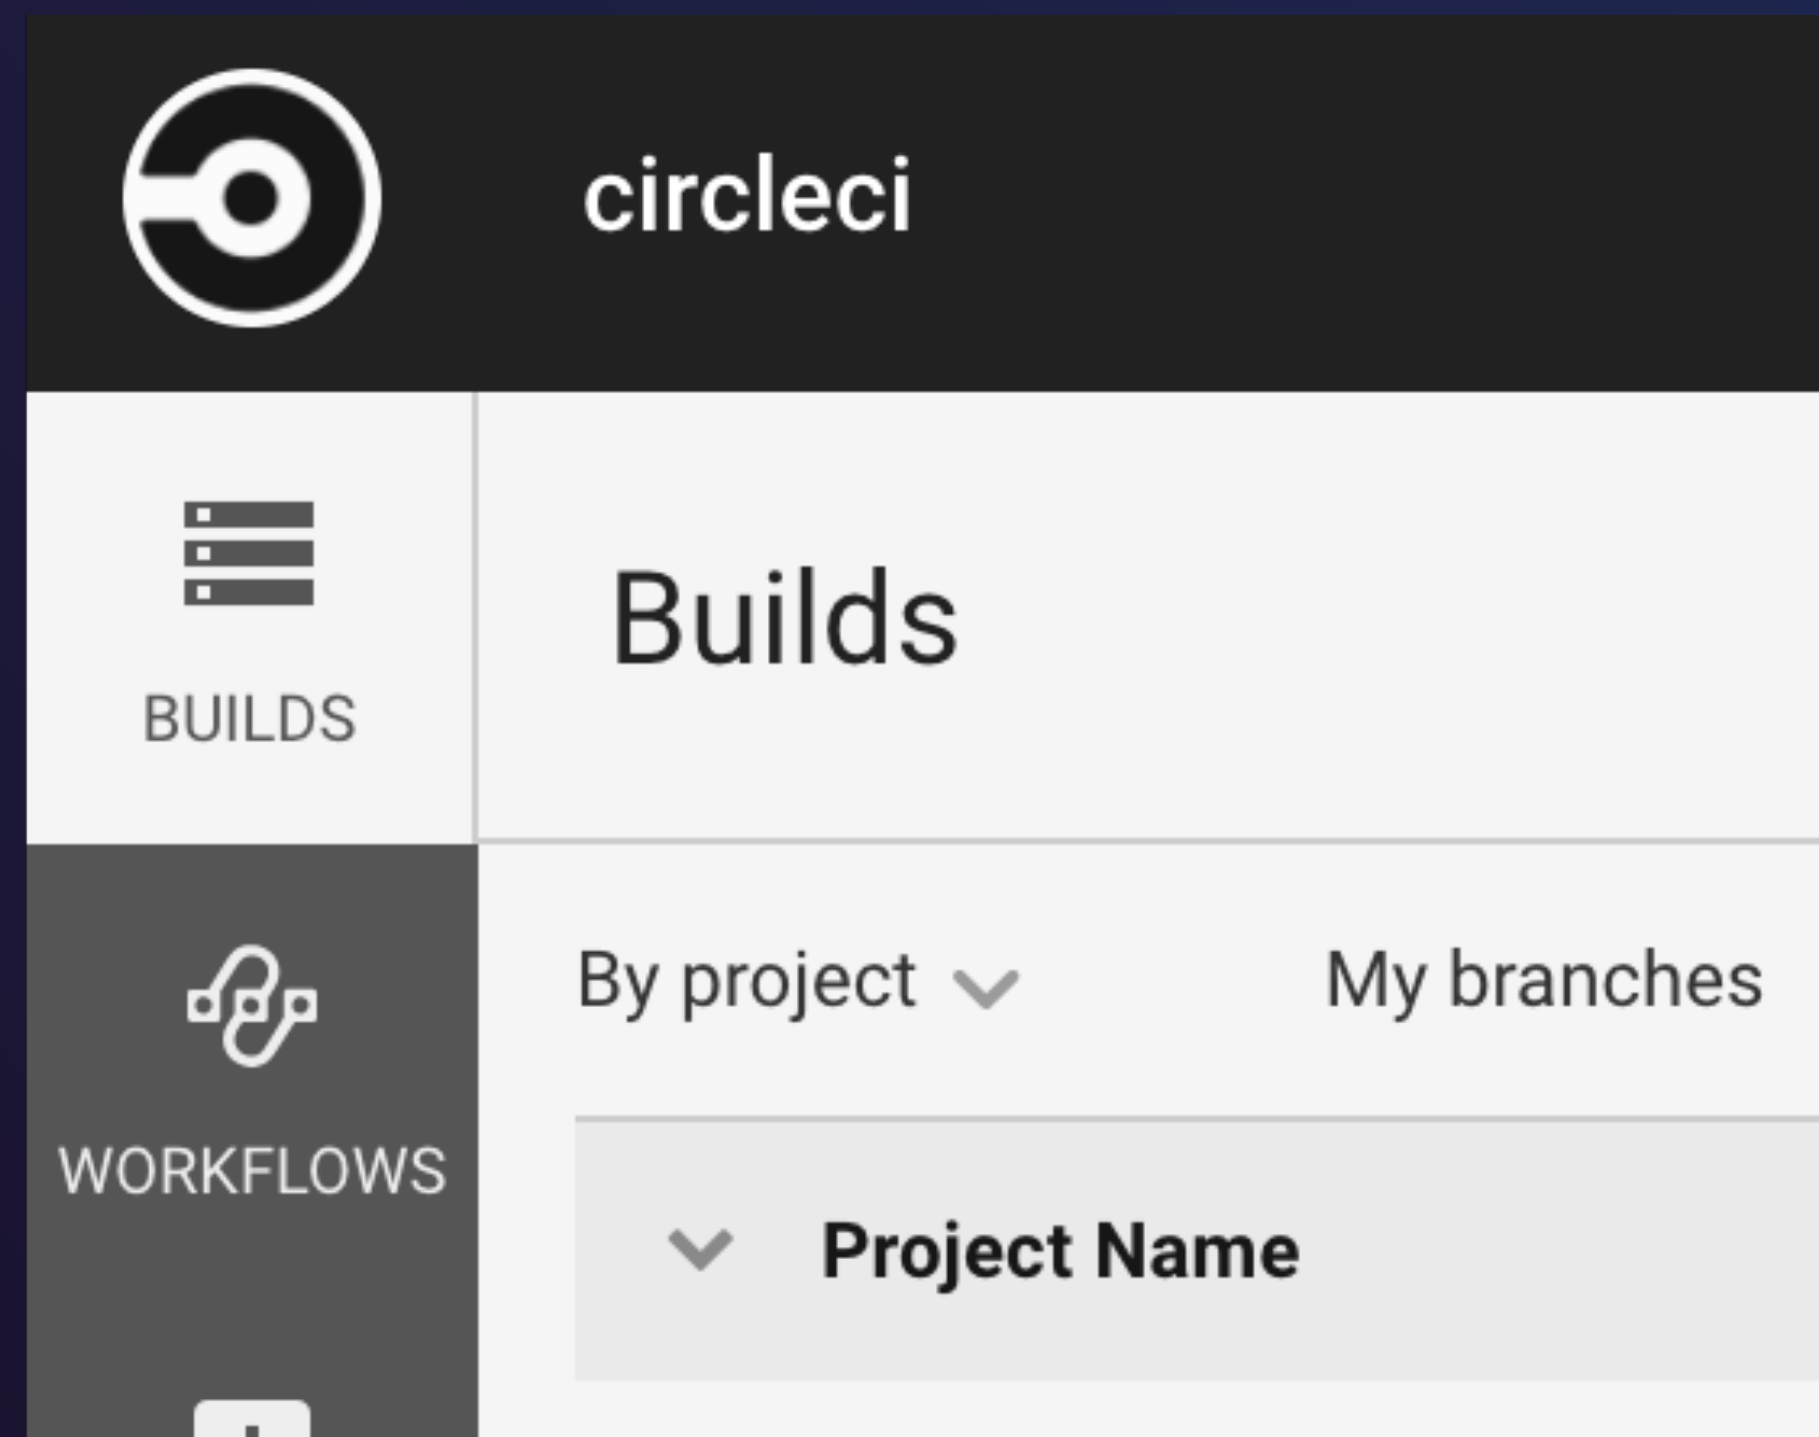 circleci
BUILDS
Builds
WORKFLOWS
By project
My branches
Project Name